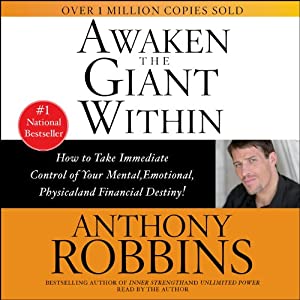 OVER 1 MILLION COPIES SOLD
AWAKEN
THE
GIANT
WITHIN
#1
National
Bestseller
How to Take Immediate
Control of Your Mental,Emotional,
Physicaland Financial Destiny!
ANTHONY
ROBBINS
BESTSELLING AUTHOR OF INNER STRENGTHAND UNLIMITED POWER
READ BY THE AUTHOR